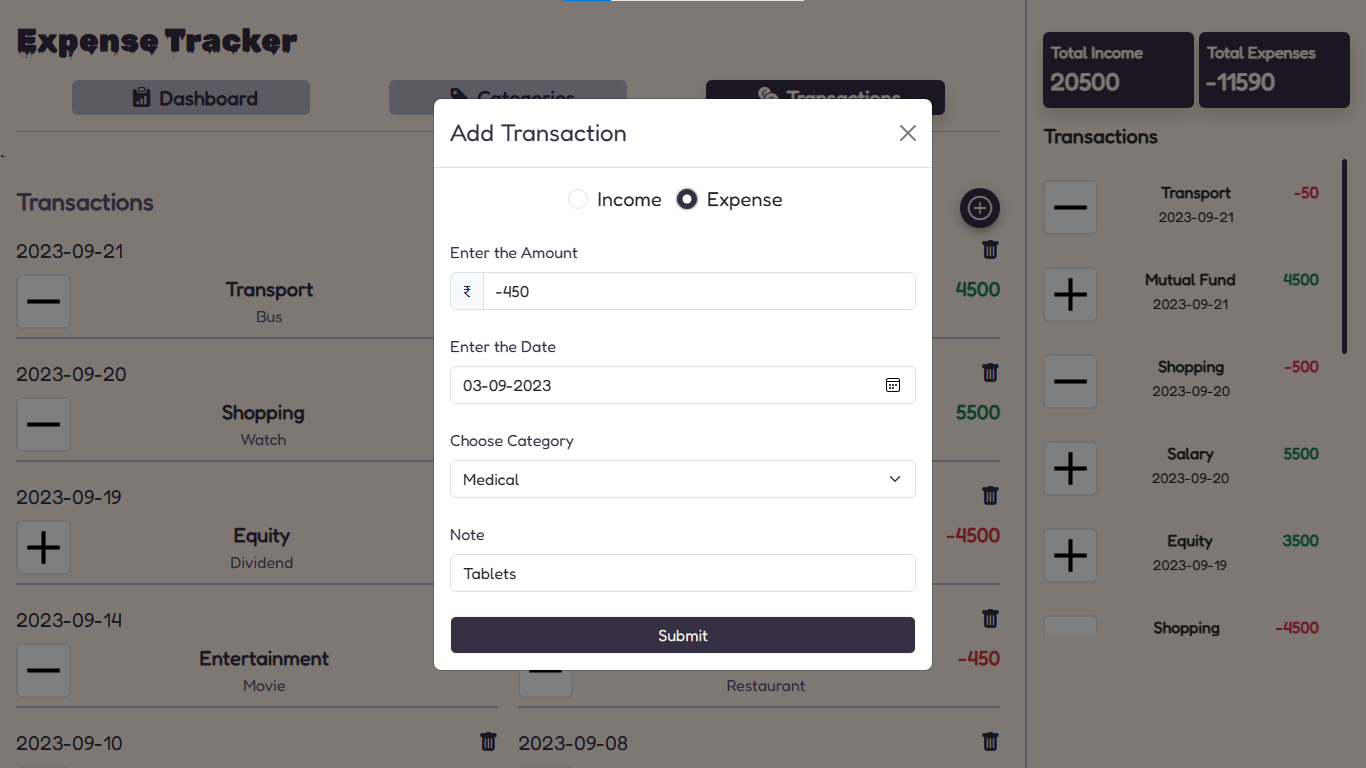 Expense Tracker
Dashboard
Categories
Transactions
`
Transactions
2023-09-21
Transport
Bus
4500
2023-09-20
Shopping
Watch
5500
2023-09-19
Equity
Dividend
-4500
2023-09-14
Entertainment
Movie
-450
Restaurant
2023-09-10
2023-09-08
Add Transaction
Income Expense
Enter the Amount
₹ -450
Enter the Date
03-09-2023
Choose Category
Medical
Note
Tablets
Submit
Total Income
20500
Total Expenses
-11590
Transactions
Transport -50
2023-09-21
Mutual Fund 4500
2023-09-21
Shopping -500
2023-09-20
Salary 5500
2023-09-20
Equity 3500
2023-09-19
Shopping -4500